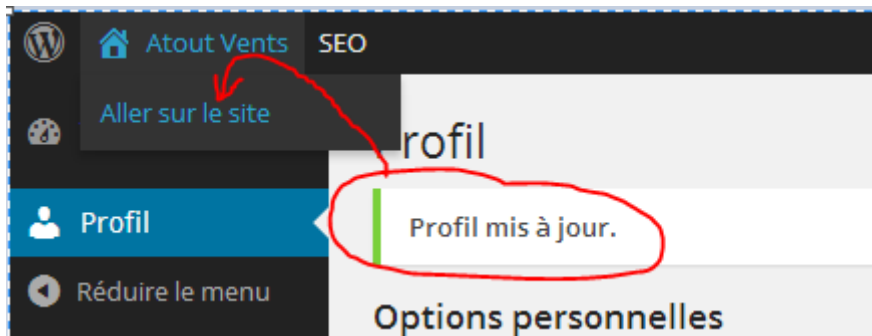 Atout Vents SEO
Aller sur le site
rofil
Profil
Profil mis à jour.
Réduire le menu
Options personnelles